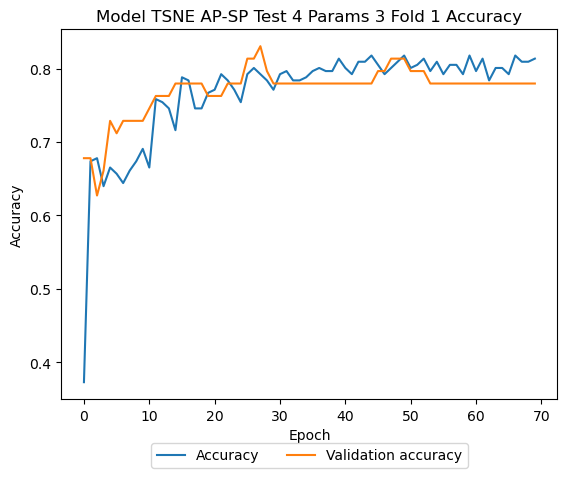 Model TSNE AP-SP Test 4 Params 3 Fold 1 Accuracy
Accuracy
0.8
0.7
0.6
0.5
0.4
0 10 20 30 40 50 60 70
Epoch
Accuracy Validation accuracy